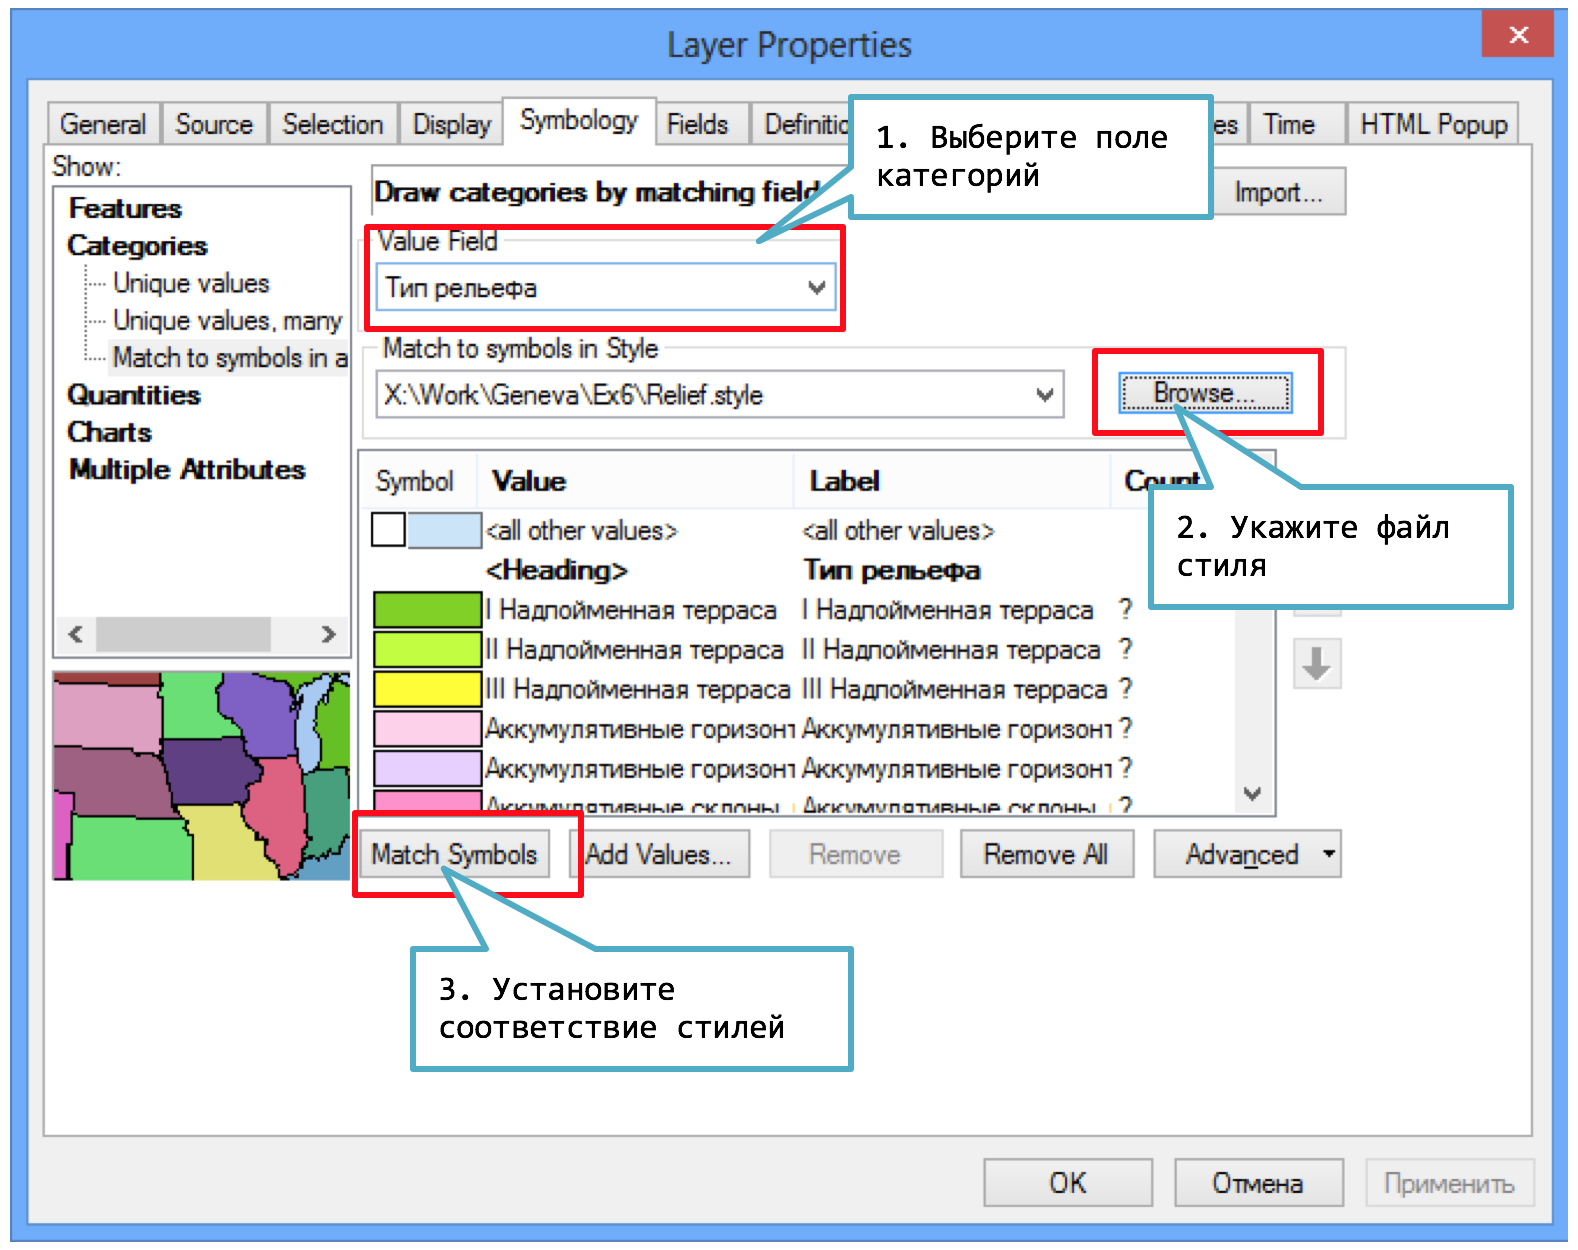 Layer Properties
General Source Selection Display Symbology Fields Time HTML Popup
1. Выберите поле
категорий
Show:
Features
Categories
Unique values
Unique values, many
Match to symbols in a
Quantities
Charts
Multiple Attributes
Draw categories by matching
Import...
Value Field
Тип рельефа
Match to symbols in Style
X:\Work\Geneva\Ex6\Relief.style
Browse...
2. Укажите файл
стиля
Symbol Value Label Count
<all other values> <all other values>
<Heading> Тип рельефа
I Надпойменная терраса I Надпойменная терраса ?
II Надпойменная терраса II Надпойменная терраса ?
III Надпойменная терраса III Надпойменная терраса ?
Аккумулятивные горизонт Аккумулятивные горизонт ?
Аккумулятивные горизонт Аккумулятивные горизонт ?
Аккумулятивные склоны, Аккумулятивные склоны, ?
Match Symbols Add Values... Remove Remove All Advanced
3. Установите
соответствие стилей
OK Отмена Применить